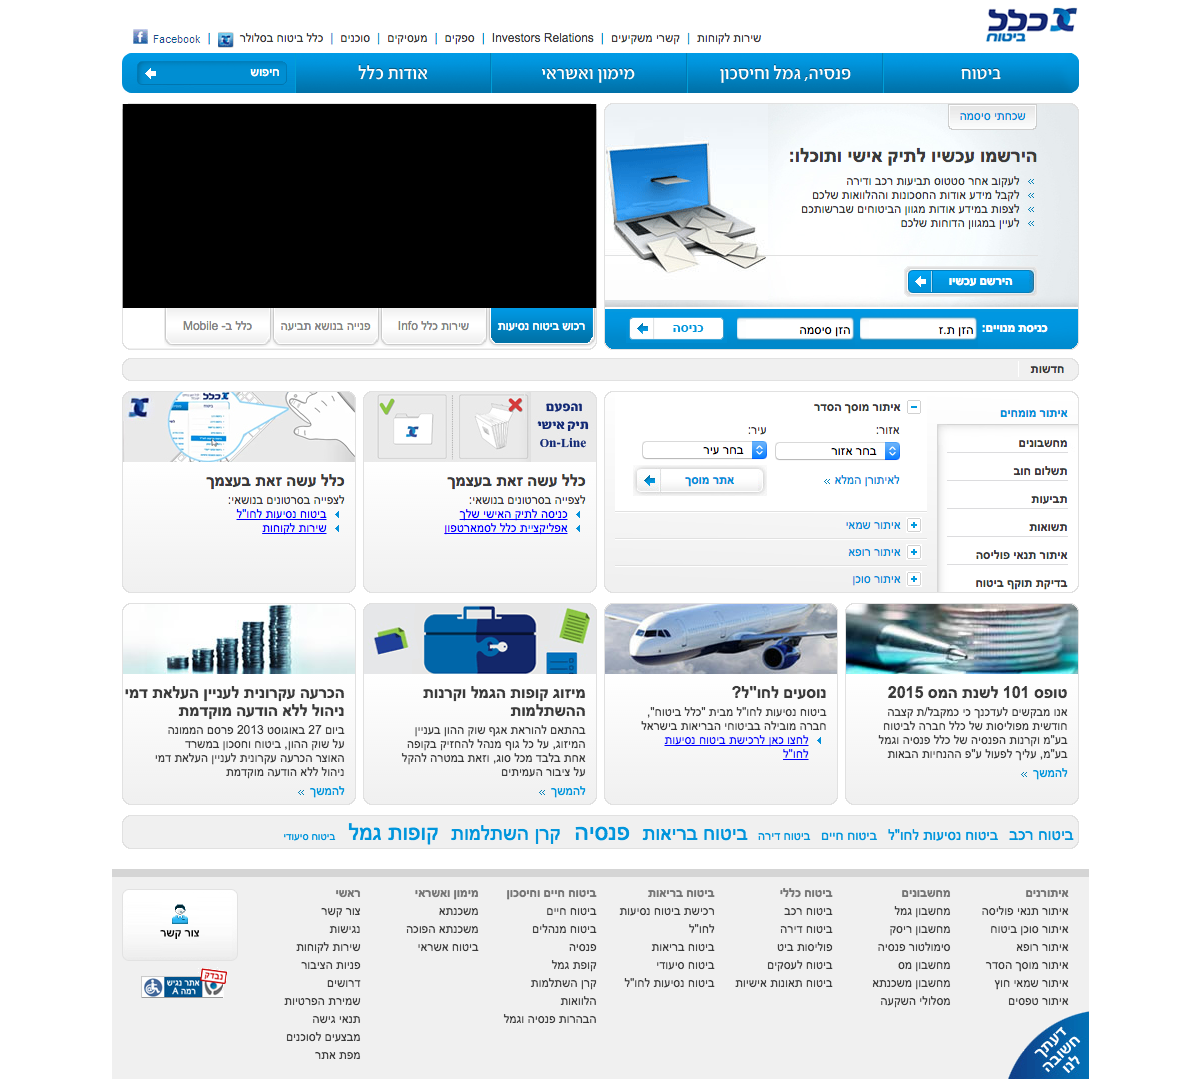 כלל
ביטוח
שירות לקוחות | קשרי משקיעים | Investors Relations | ספקים | מעסיקים | סוכנים | כלל ביטוח בסלולר | Facebook
ביטוח
פנסיה, גמל וחיסכון
מימון ואשראי
אודות כלל
חיפוש
שכחתי סיסמה
הירשמו עכשיו לתיק אישי ותוכלו:
לעקוב אחר סטטוס תביעות רכב ודירה
לקבל מידע אודות החסכונות וההלוואות שלכם
לצפות במידע אודות מגוון הביטוחים שברשותכם
לעיין במגוון הדוחות שלכם
הירשם עכשיו
כניסת מנויים:
הזן ת.ז
הזן סיסמה
כניסה
רכוש ביטוח נסיעות
שירות כלל Info
פנייה בנושא תביעה
כלל ב- Mobile
חדשות
איתור מומחים
מחשבונים
תשלום חוב
תביעות
תשואות
איתור תנאי פוליסה
בדיקת תוקף ביטוח
איתור מוסך הסדר
אזור:
עיר:
בחר אזור
בחר עיר
לאיתורן המלא »
אתר מוסך
איתור שמאי
איתור רופא
איתור סוכן
והפעם
תיק אישי
On-Line
כלל עשה זאת בעצמך
לצפייה בסרטונים בנושאי:
כניסה לתיק האישי שלך
אפליקציית כלל לסמארטפון
כלל
כלל עשה זאת בעצמך
לצפייה בסרטונים בנושאי:
ביטוח נסיעות לחו"ל
שירות לקוחות
טופס 101 לשנת המס 2015
אנו מבקשים לעדכנך כי כמקבל/ת קצבה
חודשית מפוליסות של כלל חברה לביטוח
בע"מ וקרנות הפנסיה של כלל פנסיה וגמל
בע"מ, עליך לפעול ע"פ ההנחיות הבאות
להמשך »
נוסעים לחו"ל?
ביטוח נסיעות לחו"ל מבית "כלל ביטוח",
חברה מובילה בביטוחי הבריאות בישראל
לחצו כאן לרכישת ביטוח נסיעות
לחו"ל
מיזוג קופות הגמל וקרנות
ההשתלמות
בהתאם להוראת אגף שוק ההון בעניין
המיזוג, על כל גוף מנהל להחזיק בקופה
אחת בלבד מכל סוג, וזאת במטרה להקל
על ציבור העמיתים
להמשך »
הכרעה עקרונית לעניין העלאת דמי
ניהול ללא הודעה מוקדמת
ביום 27 באוגוסט 2013 פרסם הממונה
על שוק ההון, ביטוח וחסכון במשרד
האוצר הכרעה עקרונית לעניין העלאת דמי
ניהול ללא הודעה מוקדמת
להמשך »
ביטוח רכב ביטוח נסיעות לחו"ל ביטוח חיים ביטוח דירה ביטוח בריאות פנסיה קרן השתלמות קופות גמל ביטוח סיעודי
איתורנים
איתור תנאי פוליסה
איתור סוכן ביטוח
איתור רופא
איתור מוסך הסדר
איתור שמאי חוץ
איתור טפסים
מחשבונים
מחשבון גמל
מחשבון ריסק
סימולטור פנסיה
מחשבון מס
מחשבון משכנתא
מסלולי השקעה
ביטוח כללי
ביטוח רכב
ביטוח דירה
פוליסות ביט
ביטוח לעסקים
ביטוח תאונות אישיות
ביטוח בריאות
רכישת ביטוח נסיעות
לחו"ל
ביטוח בריאות
ביטוח סיעודי
ביטוח נסיעות לחו"ל
ביטוח חיים וחיסכון
ביטוח חיים
ביטוח מנהלים
פנסיה
קופת גמל
קרן השתלמות
הלוואות
הבהרות פנסיה וגמל
מימון ואשראי
משכנתא
משכנתא הפוכה
ביטוח אשראי
ראשי
צור קשר
נגישות
שירות לקוחות
פניות הציבור
דרושים
שמירת הפרטיות
תנאי גישה
מבצעים לסוכנים
מפת אתר
צור קשר
נבדק
אתר נגיש
רמה A
דעתך
חשובה
לנו